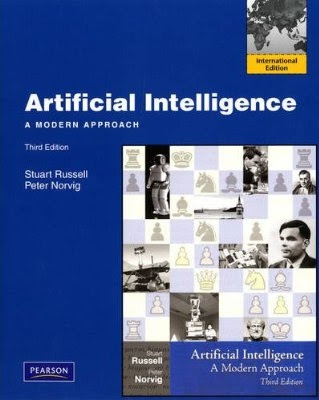 International
Edition
Artificial Intelligence
A MODERN APPROACH
Third Edition
Stuart Russell
Peter Norvig
Stuart
Russell
Peter
Norvig
Artificial Intelligence
A Modern Approach
Third Edition
PEARSON